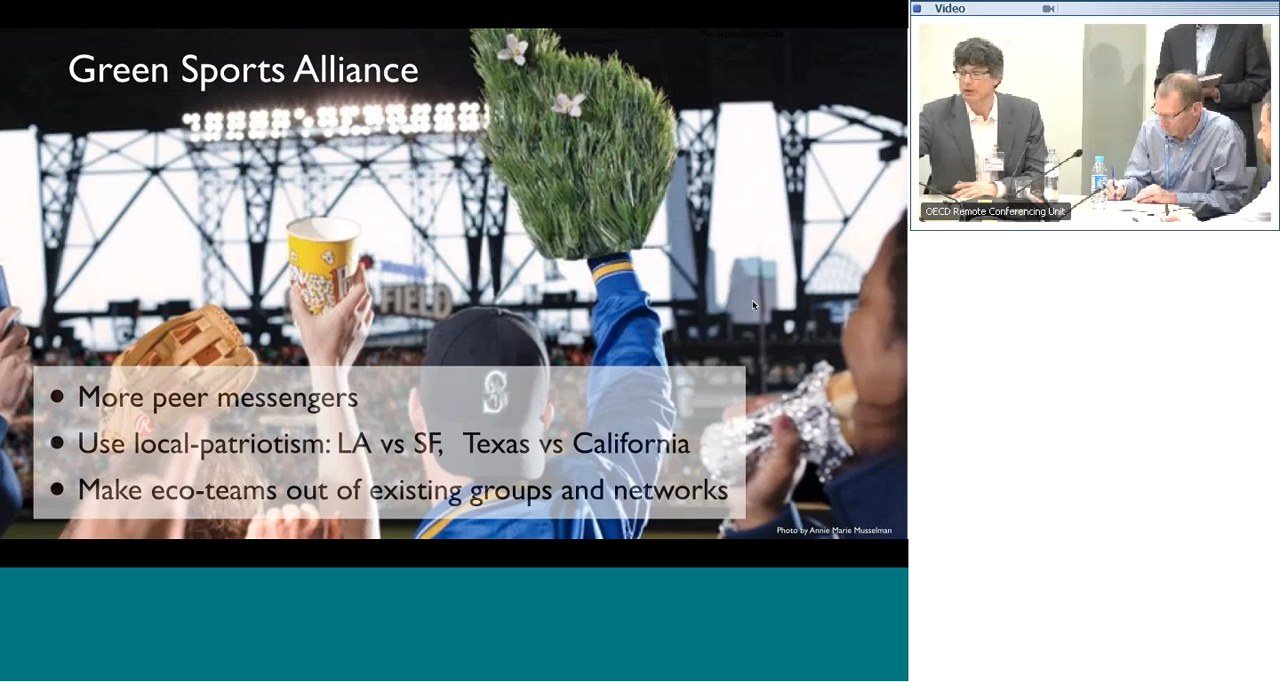 Video
Green Sports Alliance
OECD Remote Conferencing Unit
FIELD
S
• More peer messengers
• Use local-patriotism: LA vs SF, Texas vs California
• Make eco-teams out of existing groups and networks
Photo by Annie Marie Musselman